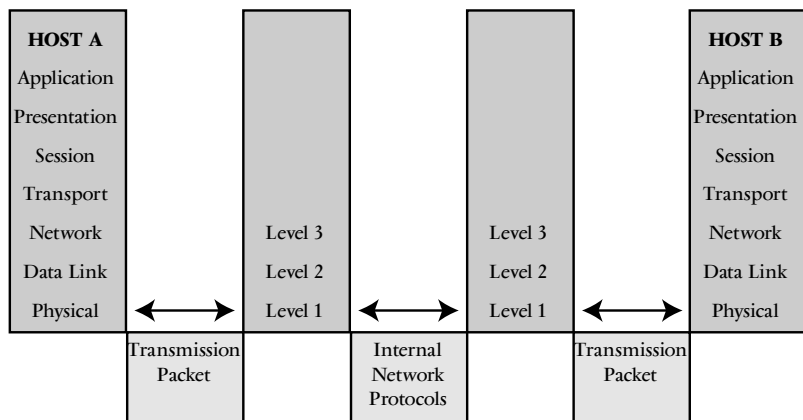 HOST A
Application
Presentation
Session
Transport
Network
Data Link
Physical
Level 3
Level 2
Level 1
Level 3
Level 2
Level 1
HOST B
Application
Presentation
Session
Transport
Network
Data Link
Physical
Transmission
Packet
Internal
Network
Protocols
Transmission
Packet